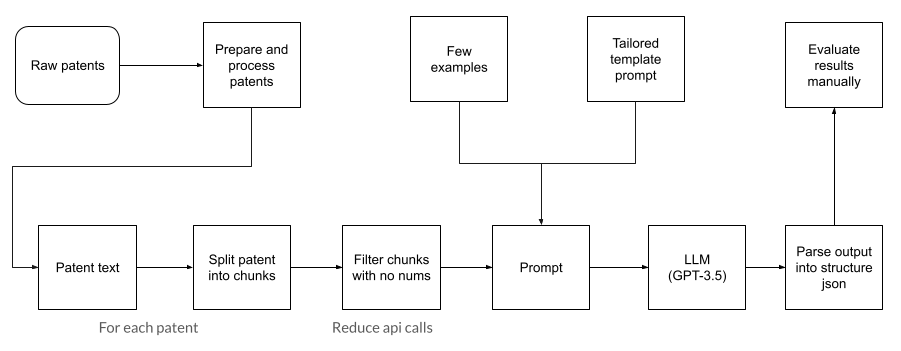 Raw patents
Prepare and
process
patents
Few
examples
Tailored
template
prompt
Evaluate
results
manually
Patent text
Split patent
into chunks
Filter chunks
with no nums
Prompt
LLM
(GPT-3.5)
Parse output
into structure
json
For each patent
Reduce api calls